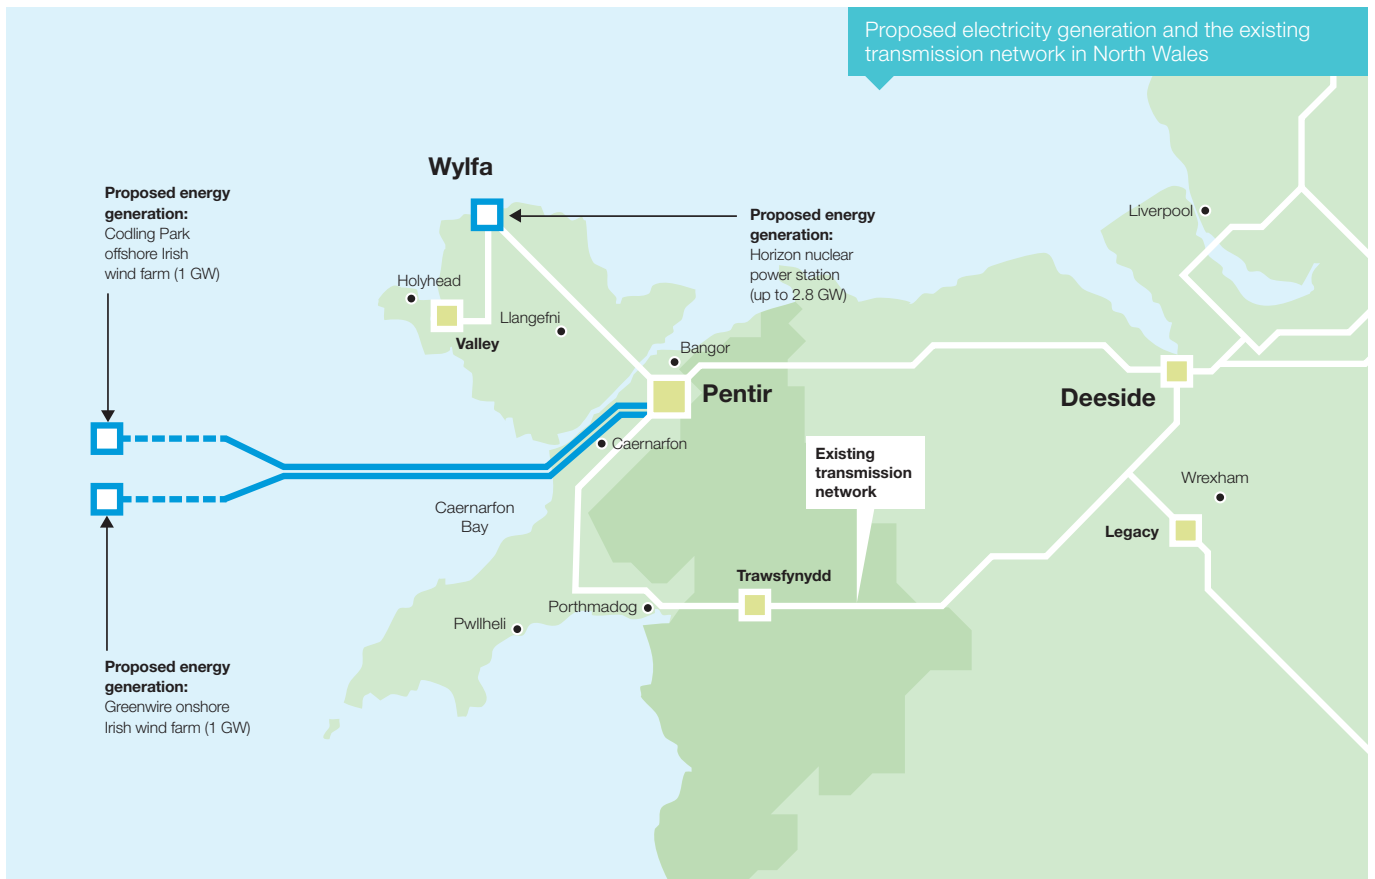 Proposed electricity generation and the existing
transmission network in North Wales
Wylfa
Proposed energy
generation:
Codling Park
offshore Irish
wind farm (1 GW)
Proposed energy
generation:
Horizon nuclear
power station
(up to 2.8 GW)
Liverpool
Holyhead
Llangefni
Valley
Bangor
Pentir
Deeside
Caernarfon
Existing
transmission
network
Wrexham
Caernarfon
Bay
Legacy
Trawsfynydd
Porthmadog
Pwllheli
Proposed energy
generation:
Greenwire onshore
Irish wind farm (1 GW)